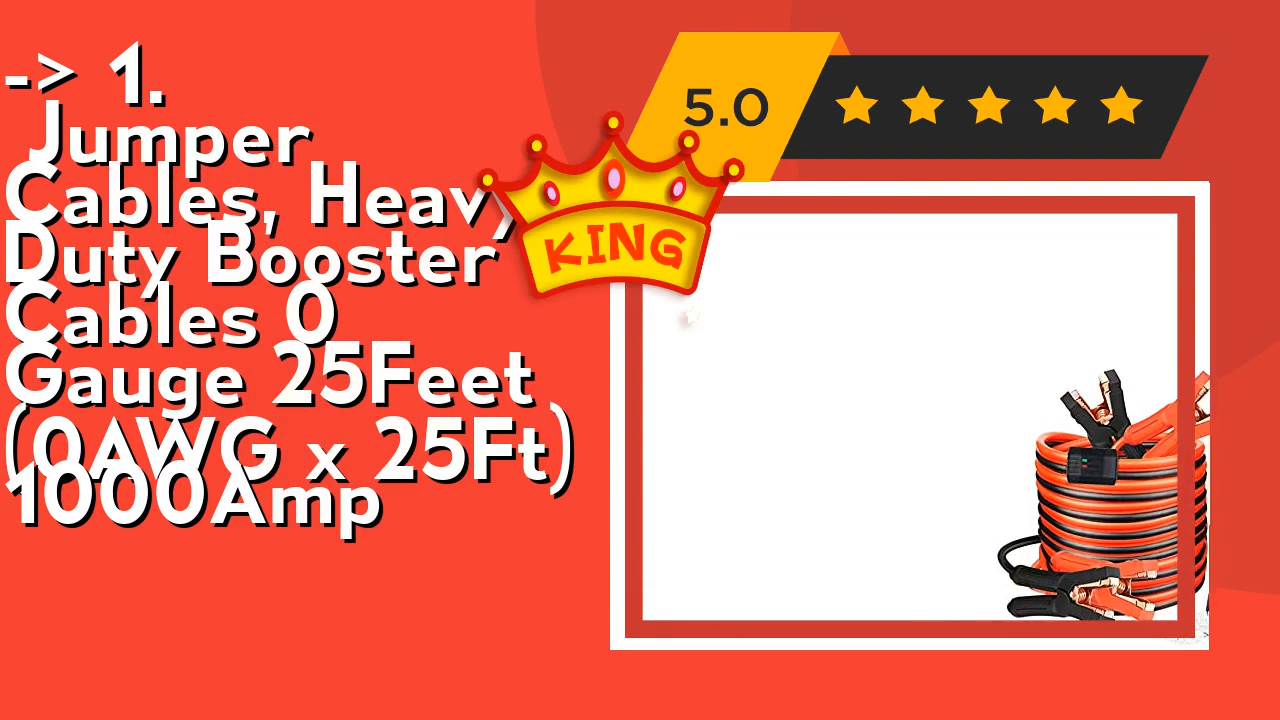 -> 1.
Jumper
Cables, Heavy
Duty Booster
Cables 0
Gauge 25Feet
(0AWG x 25Ft)
1000Amp
5.0
KING